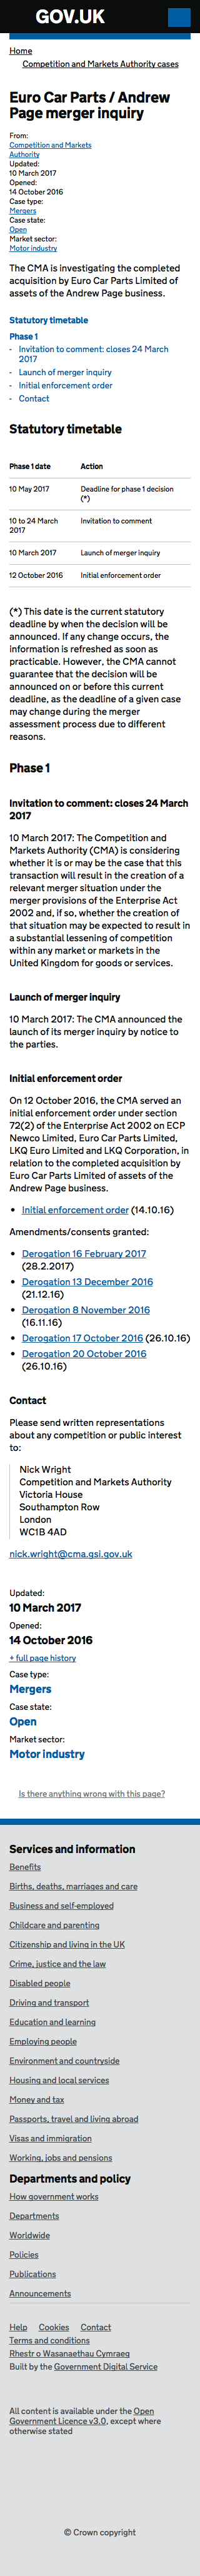 GOV.UK
Home
Competition and Markets Authority cases
Euro Car Parts / Andrew
Page merger inquiry
From:
Competition and Markets
Authority
Updated:
10 March 2017
Opened:
14 October 2016
Case type:
Mergers
Case state:
Open
Market sector:
Motor industry
The CMA is investigating the completed
acquisition by Euro Car Parts Limited of
assets of the Andrew Page business.
Statutory timetable
Phase 1
- Invitation to comment: closes 24 March
2017
- Launch of merger inquiry
- Initial enforcement order
- Contact
Statutory timetable
Phase 1 date Action
10 May 2017 Deadline for phase 1 decision
(*)
10 to 24 March Invitation to comment
2017
10 March 2017 Launch of merger inquiry
12 October 2016 Initial enforcement order
(*) This date is the current statutory
deadline by when the decision will be
announced. If any change occurs, the
information is refreshed as soon as
practicable. However, the CMA cannot
guarantee that the decision will be
announced on or before this current
deadline, as the deadline of a given case
may change during the merger
assessment process due to different
reasons.
Phase 1
Invitation to comment: closes 24 March
2017
10 March 2017: The Competition and
Markets Authority (CMA) is considering
whether it is or may be the case that this
transaction will result in the creation of a
relevant merger situation under the
merger provisions of the Enterprise Act
2002 and, if so, whether the creation of
that situation may be expected to result in
a substantial lessening of competition
within any market or markets in the
United Kingdom for goods or services.
Launch of merger inquiry
10 March 2017: The CMA announced the
launch of its merger inquiry by notice to
the parties.
Initial enforcement order
On 12 October 2016, the CMA served an
initial enforcement order under section
72(2) of the Enterprise Act 2002 on ECP
Newco Limited, Euro Car Parts Limited,
LKQ Euro Limited and LKQ Corporation, in
relation to the completed acquisition by
Euro Car Parts Limited of assets of the
Andrew Page business.
• Initial enforcement order (14.10.16)
Amendments/consents granted:
• Derogation 16 February 2017
(28.2.2017)
• Derogation 13 December 2016
(21.12.16)
• Derogation 8 November 2016
(16.11.16)
• Derogation 17 October 2016 (26.10.16)
• Derogation 20 October 2016
(26.10.16)
Contact
Please send written representations
about any competition or public interest
to:
Nick Wright
Competition and Markets Authority
Victoria House
Southampton Row
London
WC1B 4AD
nick.wright@cma.gsi.gov.uk
Updated:
10 March 2017
Opened:
14 October 2016
+ full page history
Case type:
Mergers
Case state:
Open
Market sector:
Motor industry
Is there anything wrong with this page?
Services and information
Benefits
Births, deaths, marriages and care
Business and self-employed
Childcare and parenting
Citizenship and living in the UK
Crime, justice and the law
Disabled people
Driving and transport
Education and learning
Employing people
Environment and countryside
Housing and local services
Money and tax
Passports, travel and living abroad
Visas and immigration
Working, jobs and pensions
Departments and policy
How government works
Departments
Worldwide
Policies
Publications
Announcements
Help Cookies Contact
Terms and conditions
Rhestr o Wasanaethau Cymraeg
Built by the Government Digital Service
All content is available under the Open
Government Licence v3.0, except where
otherwise stated
© Crown copyright